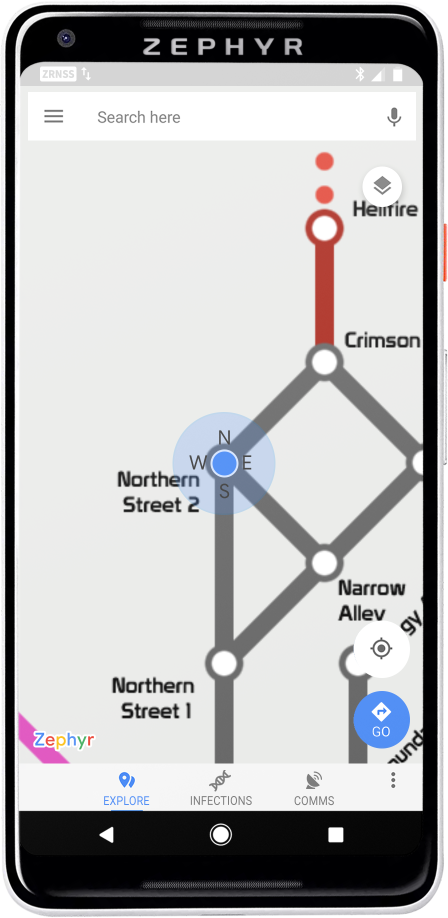 ZEPHYR
ZRNSS
Search here
Hellfire
Crimson
N
W E
S
Northern
Street 2
Narrow
Alley
gy
Northern
Street 1
Zephyr
GO
EXPLORE INFECTIONS COMMS